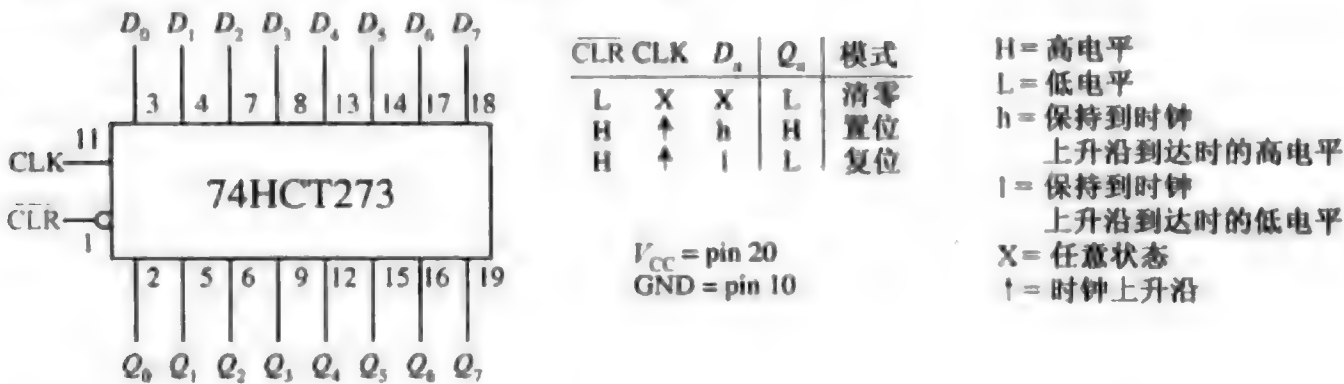 D₀ D₁ D₂ D₃ D₄ D₅ D₆ D₇
3 4 7 8 13 14 17 18
11
CLK
74HCT273
C̅L̅R̅
1
2 5 6 9 12 15 16 19
Q₀ Q₁ Q₂ Q₃ Q₄ Q₅ Q₆ Q₇
C̅L̅R̅ CLK Dₙ Qₙ 模式
L X X L 清零
H ↑ h H 置位
H ↑ l L 复位
V_CC = pin 20
GND = pin 10
H = 高电平
L = 低电平
h = 保持到时钟
上升沿到达时的高电平
l = 保持到时钟
上升沿到达时的低电平
X = 任意状态
↑ = 时钟上升沿